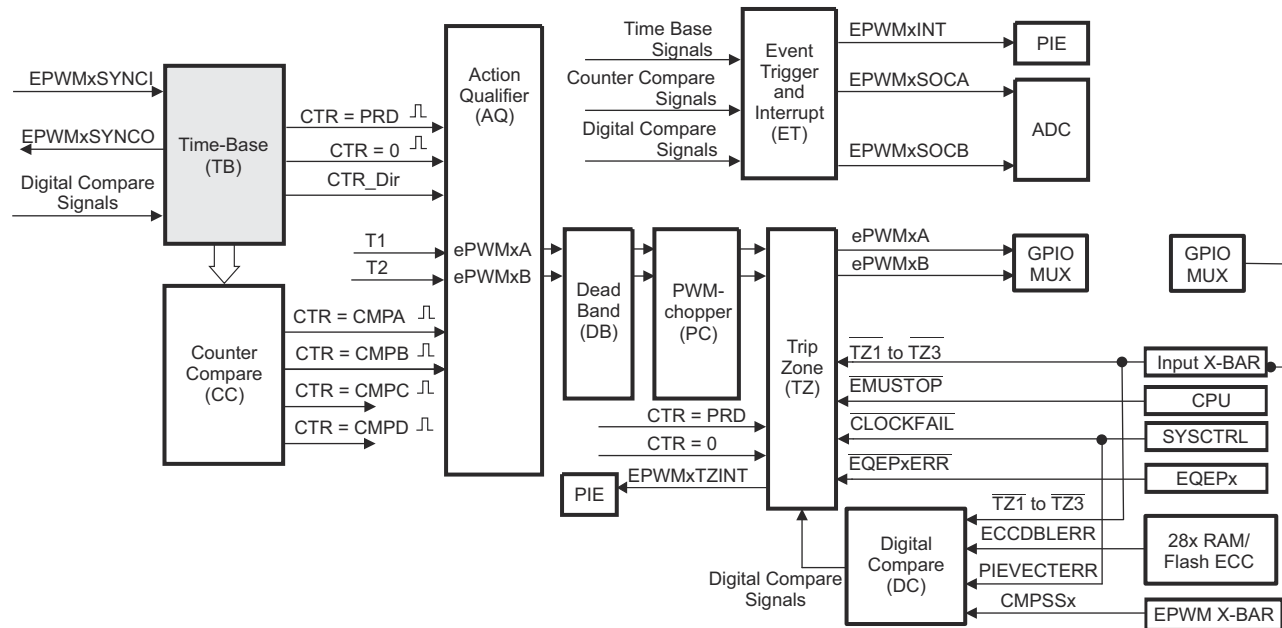 EPWMxSYNCI
EPWMxSYNCO
Digital Compare
Signals
Time-Base
(TB)
CTR = PRD
CTR = 0
CTR_Dir
T1
T2
Counter
Compare
(CC)
CTR = CMPA
CTR = CMPB
CTR = CMPC
CTR = CMPD
Action
Qualifier
(AQ)
ePWMxA
ePWMxB
Dead
Band
(DB)
PWM-
chopper
(PC)
Time Base
Signals
Counter Compare
Signals
Digital Compare
Signals
Event
Trigger
and
Interrupt
(ET)
EPWMxINT
EPWMxSOCA
EPWMxSOCB
PIE
ADC
Trip
Zone
(TZ)
ePWMxA
ePWMxB
GPIO
MUX
GPIO
MUX
CTR = PRD
CTR = 0
EPWMxTZINT
PIE
TZ1 to TZ3
EMUSTOP
CLOCKFAIL
EQEPxERR
Input X-BAR
CPU
SYSCTRL
EQEPx
Digital Compare
Signals
Digital
Compare
(DC)
TZ1 to TZ3
ECCDBLERR
PIEVECTERR
CMPSSx
28x RAM/
Flash ECC
EPWM X-BAR